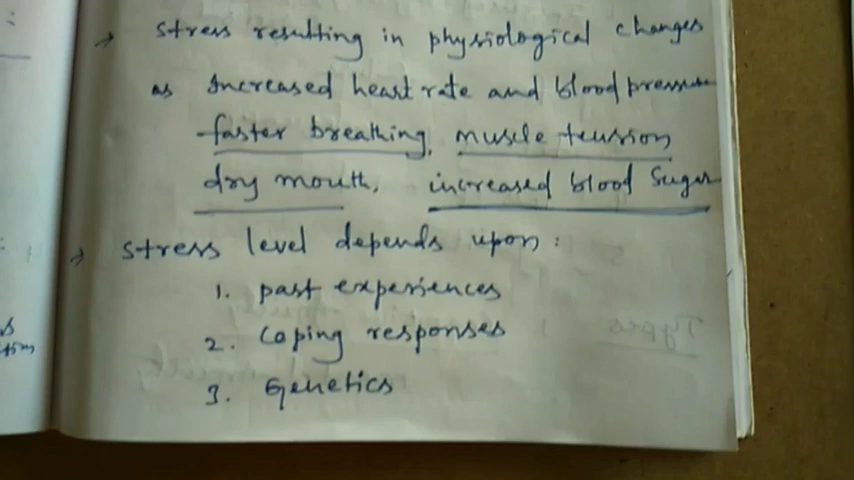 → stress resulting in physiological changes
as Increased heart rate and blood pressure
faster breathing, muscle tension
dry mouth, increased blood sugar
→ stress level depends upon:
1. past experiences
2. Coping responses
3. Genetics
Types